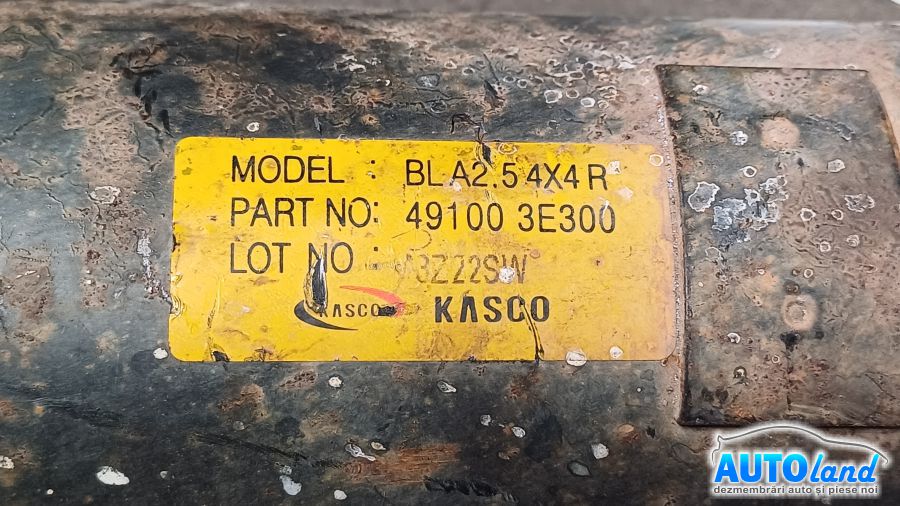 MODEL : BL A2.5 4X4 R
PART NO: 49100 3E300
LOT NO :
KASCO KASCO
AUTOland
dezmembrări auto și piese noi